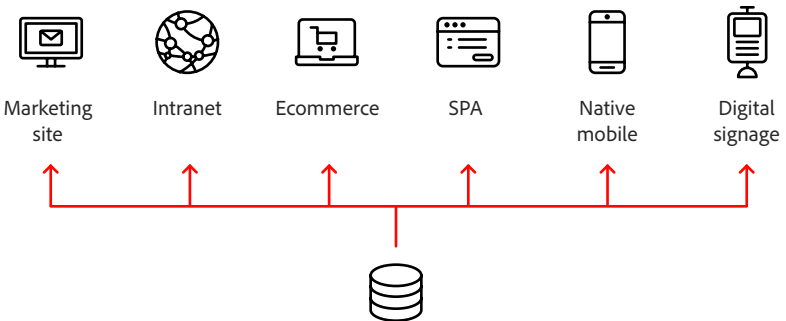 Marketing
site
Intranet
Ecommerce
SPA
Native
mobile
Digital
signage